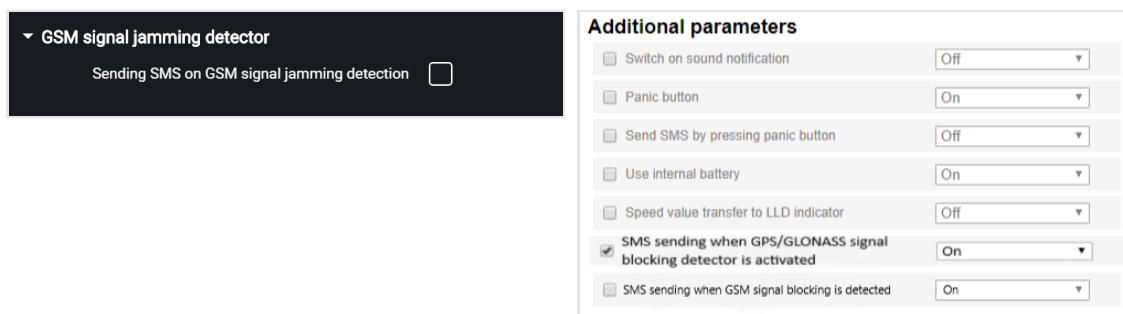 GSM signal jamming detector
Sending SMS on GSM signal jamming detection
Additional parameters
Switch on sound notification Off
Panic button On
Send SMS by pressing panic button Off
Use internal battery On
Speed value transfer to LLD indicator Off
SMS sending when GPS/GLONASS signal
blocking detector is activated On
SMS sending when GSM signal blocking is detected On